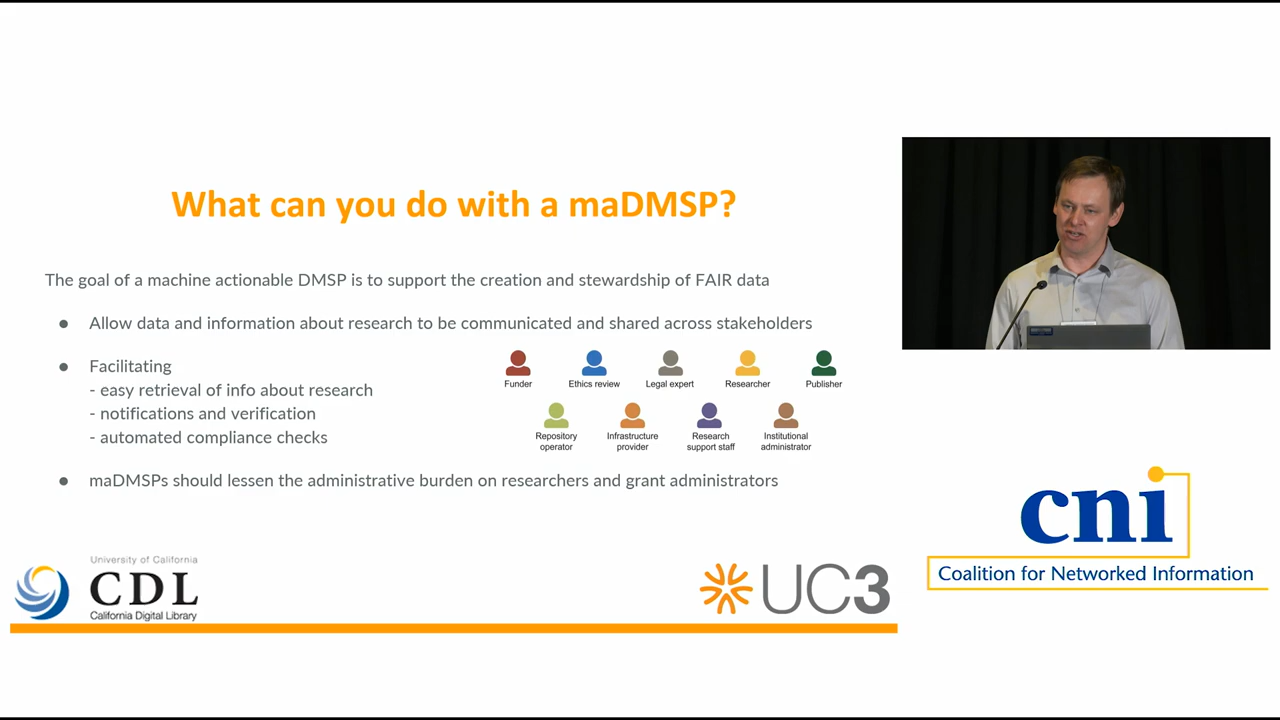 What can you do with a maDMSP?
The goal of a machine actionable DMSP is to support the creation and stewardship of FAIR data
● Allow data and information about research to be communicated and shared across stakeholders
● Facilitating
- easy retrieval of info about research
- notifications and verification
- automated compliance checks
Funder
Ethics review
Legal expert
Researcher
Publisher
Repository
operator
Infrastructure
provider
Research
support staff
Institutional
administrator
● maDMSPs should lessen the administrative burden on researchers and grant administrators
University of California
CDL
California Digital Library
UC3
cni
Coalition for Networked Information